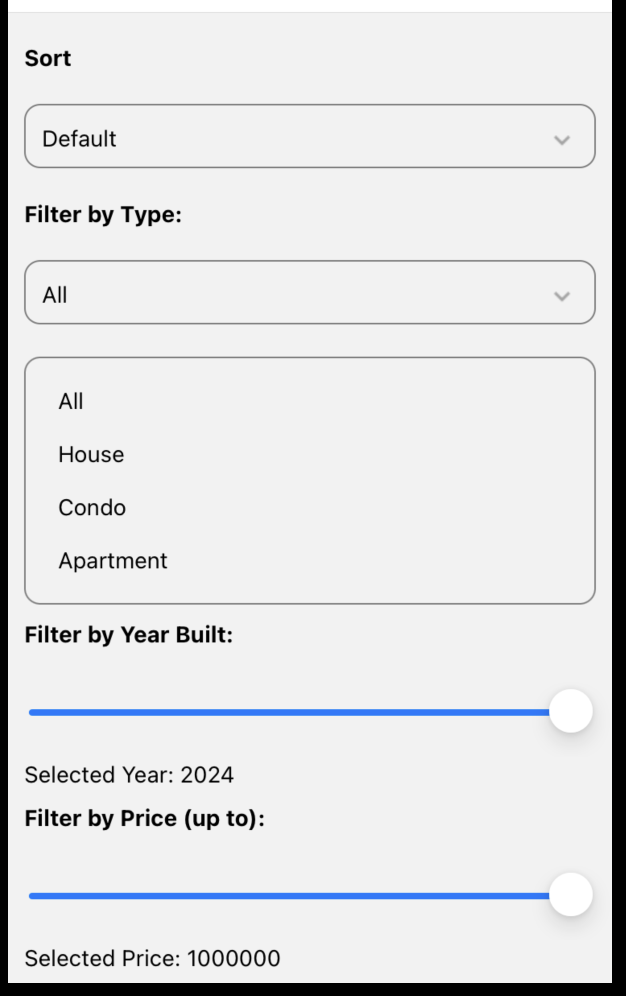 Sort
Default
Filter by Type:
All
All
House
Condo
Apartment
Filter by Year Built:
Selected Year: 2024
Filter by Price (up to):
Selected Price: 1000000